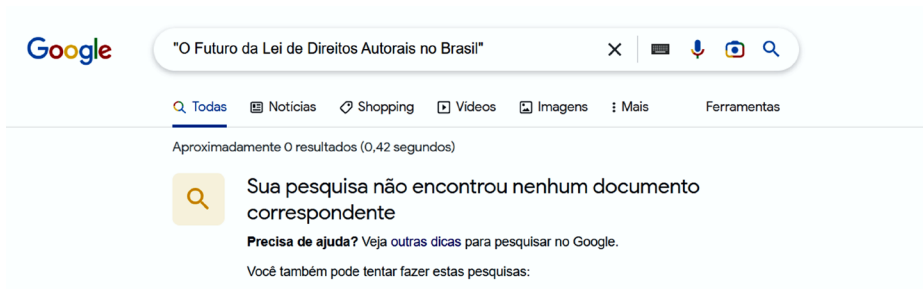 Google "O Futuro da Lei de Direitos Autorais no Brasil"
Todas Notícias Shopping Vídeos Imagens Mais Ferramentas
Aproximadamente 0 resultados (0,42 segundos)
Sua pesquisa não encontrou nenhum documento
correspondente
Precisa de ajuda? Veja outras dicas para pesquisar no Google.
Você também pode tentar fazer estas pesquisas: